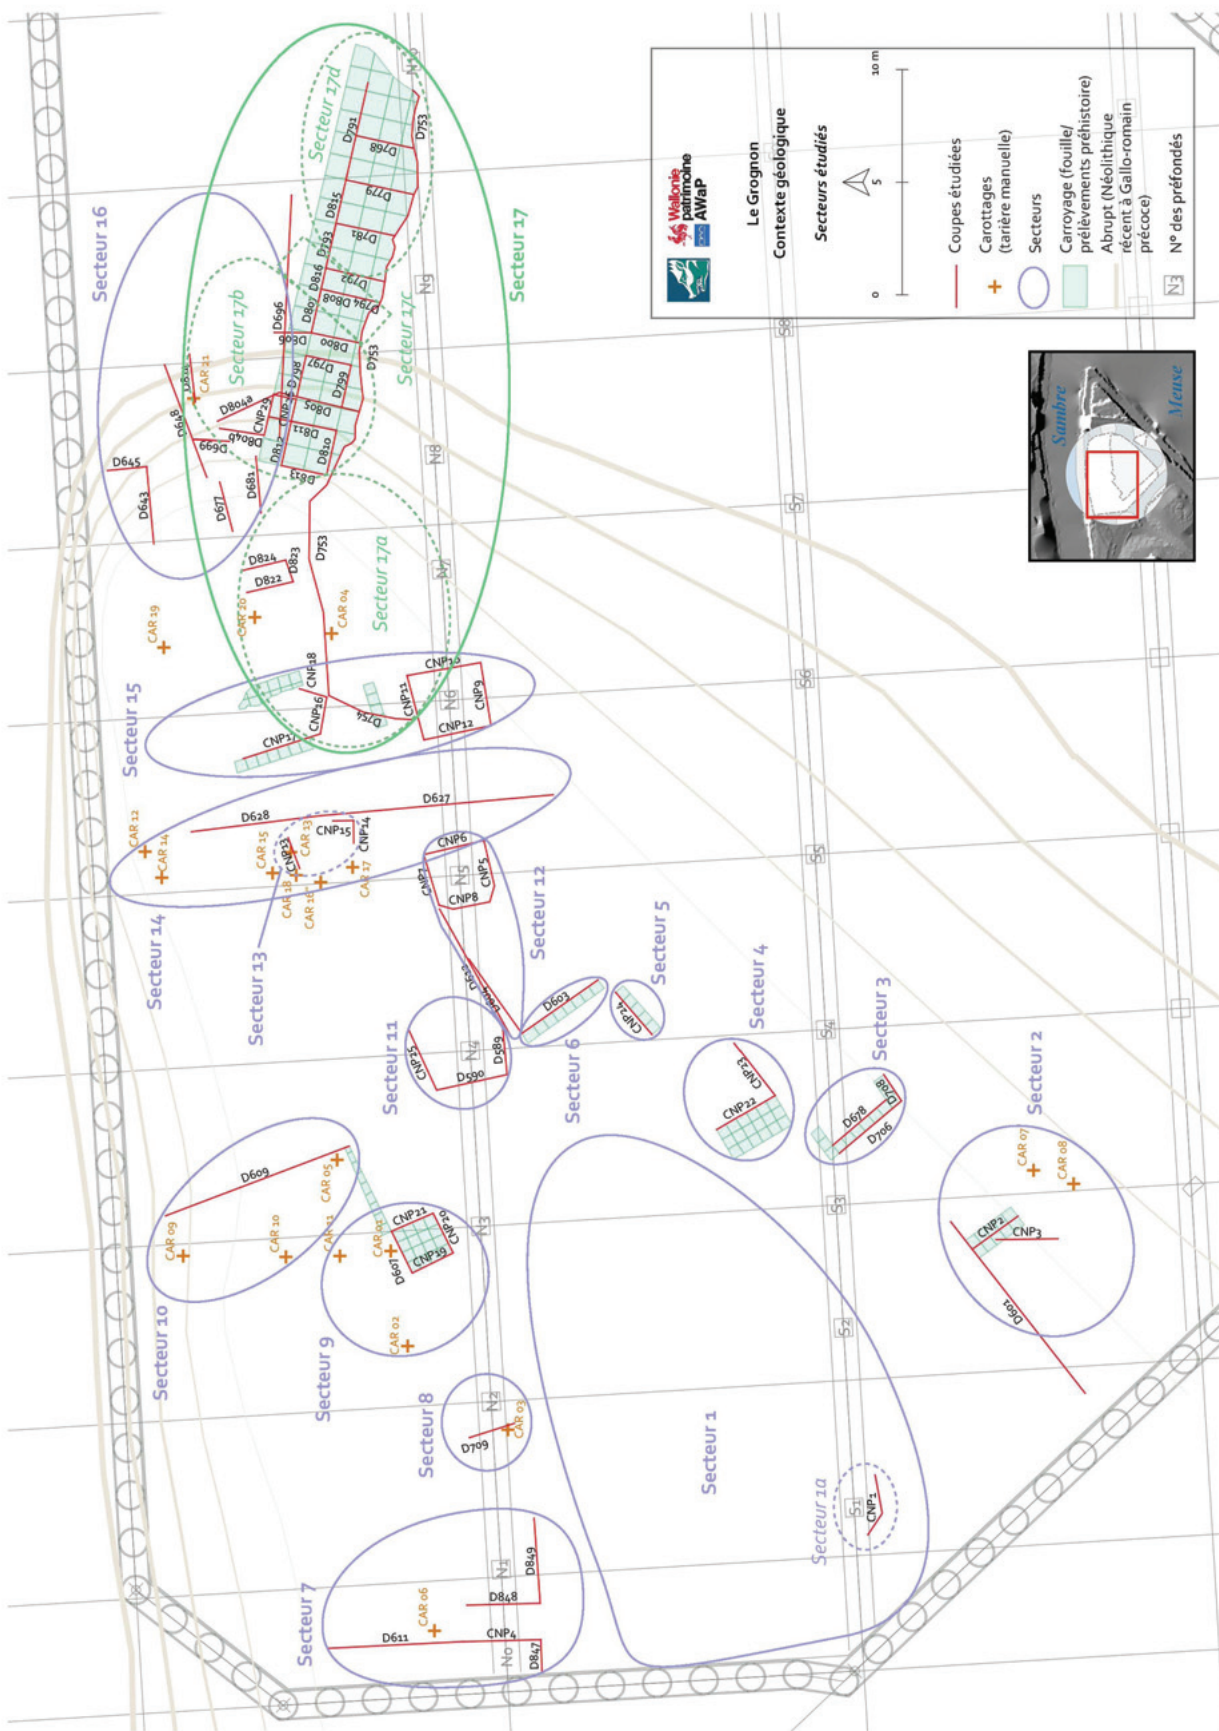 Secteur 16
Secteur 17b
Secteur 17d
Secteur 17
Secteur 17c
Secteur 17a
Secteur 15
Secteur 14
Secteur 13
Secteur 12
Secteur 11
Secteur 10
Secteur 9
Secteur 8
Secteur 7
Secteur 6
Secteur 5
Secteur 4
Secteur 3
Secteur 2
Secteur 1
Secteur 1a
D645
D643
D648
D699
D677
D681
CAR 21
D696
D804a
D804b
CNP29
D812
D811
D810
D813
D805
D798
D797
D799
D800
D806
D807
D808
D794
D792
D816
D793
D781
D815
D779
D791
D768
D753
D753
D753
D824
D822
D823
CAR 19
CAR 20
CAR 04
CNP18
CNP16
D754
CNP11
CNP10
CNP9
CNP12
CAR 12
CAR 14
CAR 15
CAR 13
CAR 18
CAR 16
CAR 17
D628
D627
CNP13
CNP15
CNP14
CNP6
CNP7
CNP5
CNP8
D603
CNP24
CNP25
D589
D590
CNP23
CNP22
D678
D706
D708
CAR 07
CAR 08
CNP2
CNP3
D601
D609
CAR 05
CAR 09
CAR 10
CAR 11
CAR 01
CAR 02
CNP21
CNP20
CNP19
D607
CAR 03
D709
CNP1
CAR 06
D611
CNP4
D847
D848
D849
N0
N1
N2
N3
N4
N5
N6
N7
N8
N9
N10
S1
S2
S3
S4
S5
S6
S7
S8
Wallonie
patrimoine
AWaP
Le Grognon
Contexte géologique
Secteurs étudiés
0
5
10 m
Coupes étudiées
Carottages
(tarière manuelle)
Secteurs
Carroyage (fouille/
prélèvements préhistoire)
Abrupt (Néolithique
récent à Gallo-romain
précoce)
N3
N° des préfondés
Sambre
Meuse